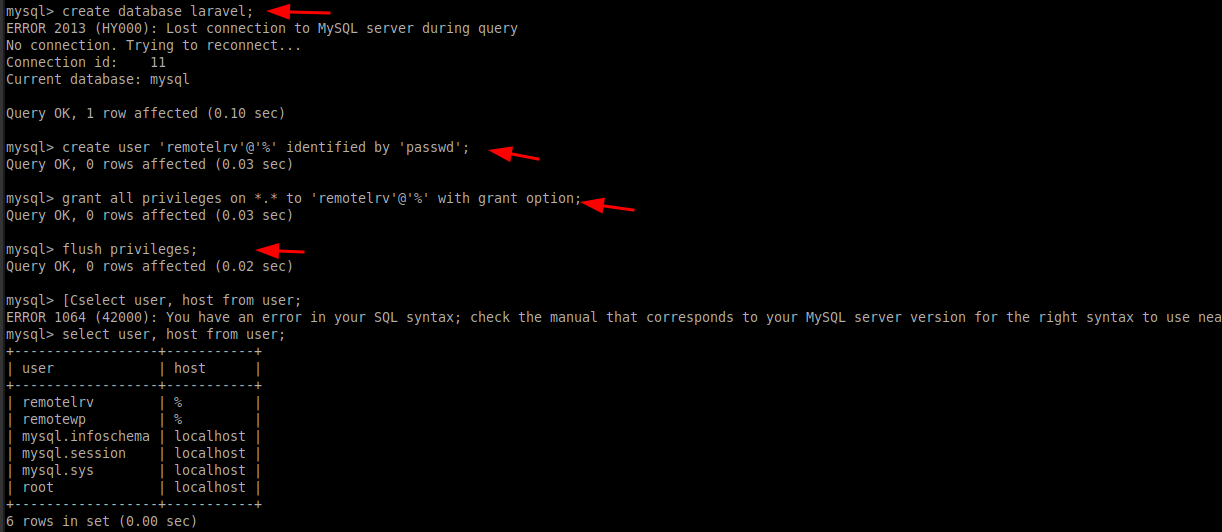 mysql> create database laravel;
ERROR 2013 (HY000): Lost connection to MySQL server during query
No connection. Trying to reconnect...
Connection id:    11
Current database: mysql

Query OK, 1 row affected (0.10 sec)

mysql> create user 'remotelrv'@'%' identified by 'passwd';
Query OK, 0 rows affected (0.03 sec)

mysql> grant all privileges on *.* to 'remotelrv'@'%' with grant option;
Query OK, 0 rows affected (0.03 sec)

mysql> flush privileges;
Query OK, 0 rows affected (0.02 sec)

mysql> [Cselect user, host from user;
ERROR 1064 (42000): You have an error in your SQL syntax; check the manual that corresponds to your MySQL server version for the right syntax to use nea
mysql> select user, host from user;
+------------------+-----------+
| user             | host      |
+------------------+-----------+
| remotelrv        | %         |
| remotewp         | %         |
| mysql.infoschema | localhost |
| mysql.session    | localhost |
| mysql.sys        | localhost |
| root             | localhost |
+------------------+-----------+
6 rows in set (0.00 sec)